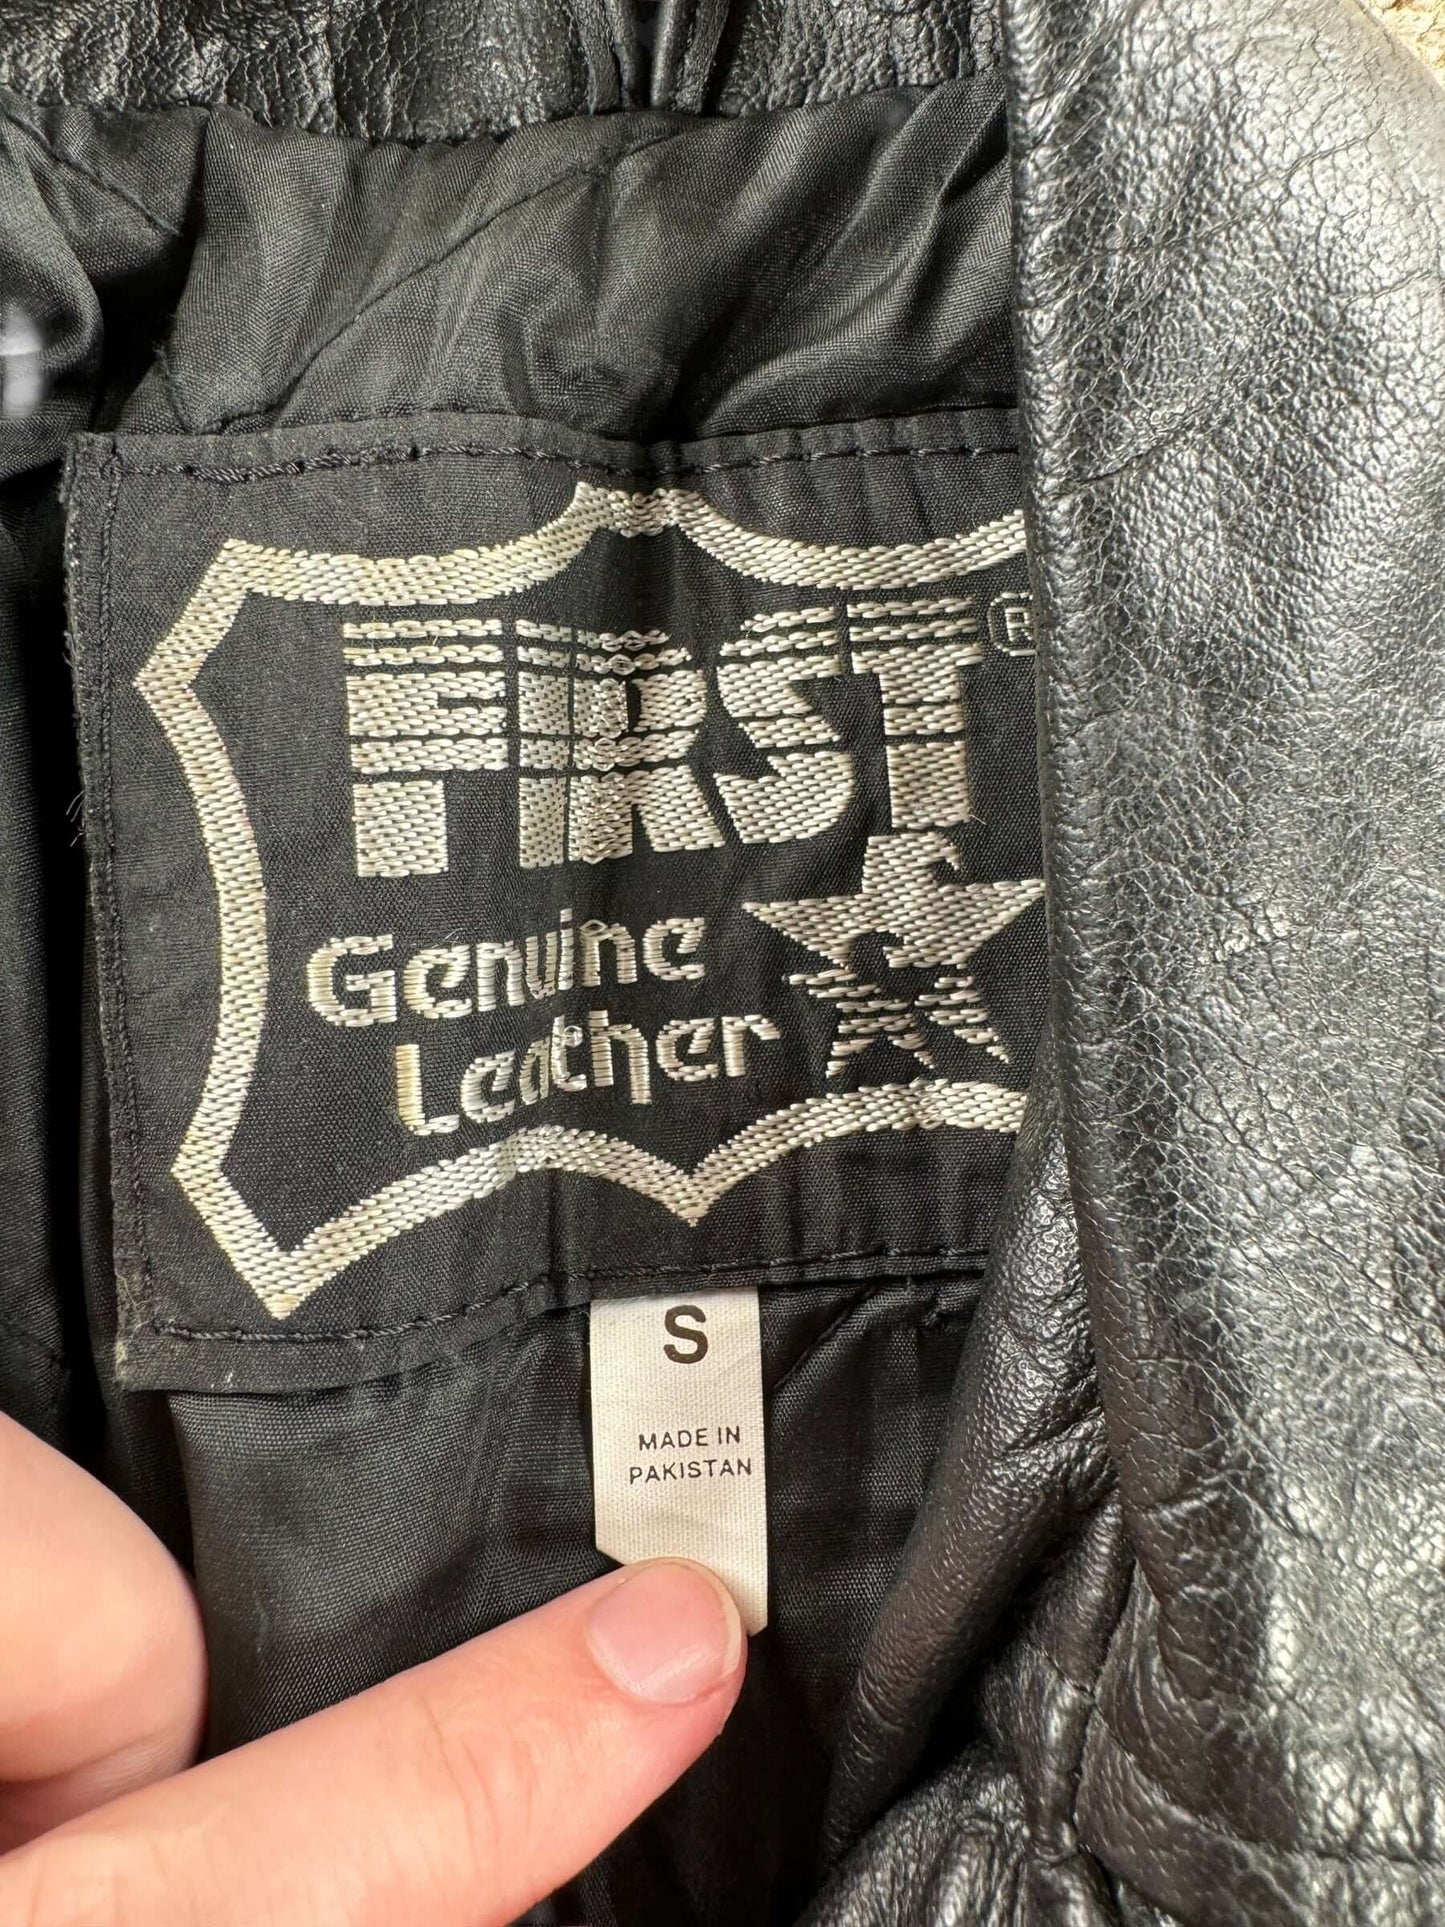 FIRST ®
Genuine
Leather
S
MADE IN
PAKISTAN